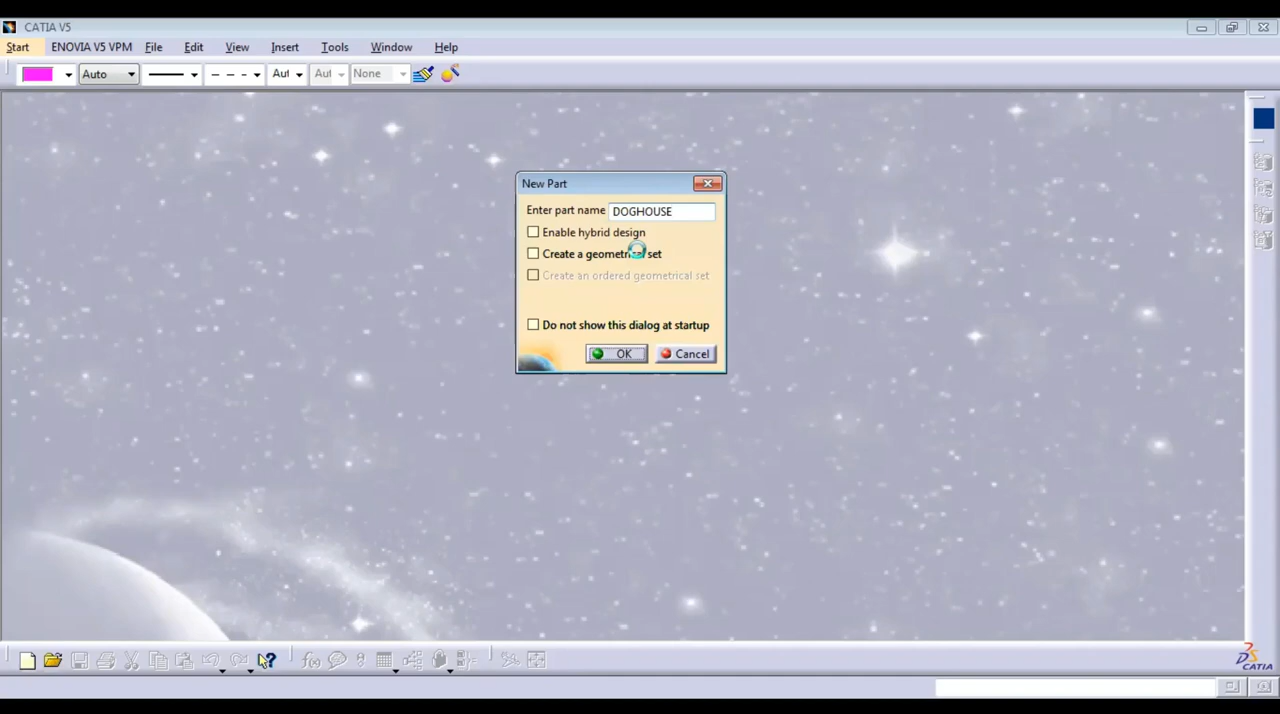 CATIA V5
Start ENOVIA V5 VPM File Edit View Insert Tools Window Help
Auto Aut Aut None
New Part
Enter part name DOGHOUSE
Enable hybrid design
Create a geometrical set
Create an ordered geometrical set
Do not show this dialog at startup
OK Cancel
f(x)
CATIA